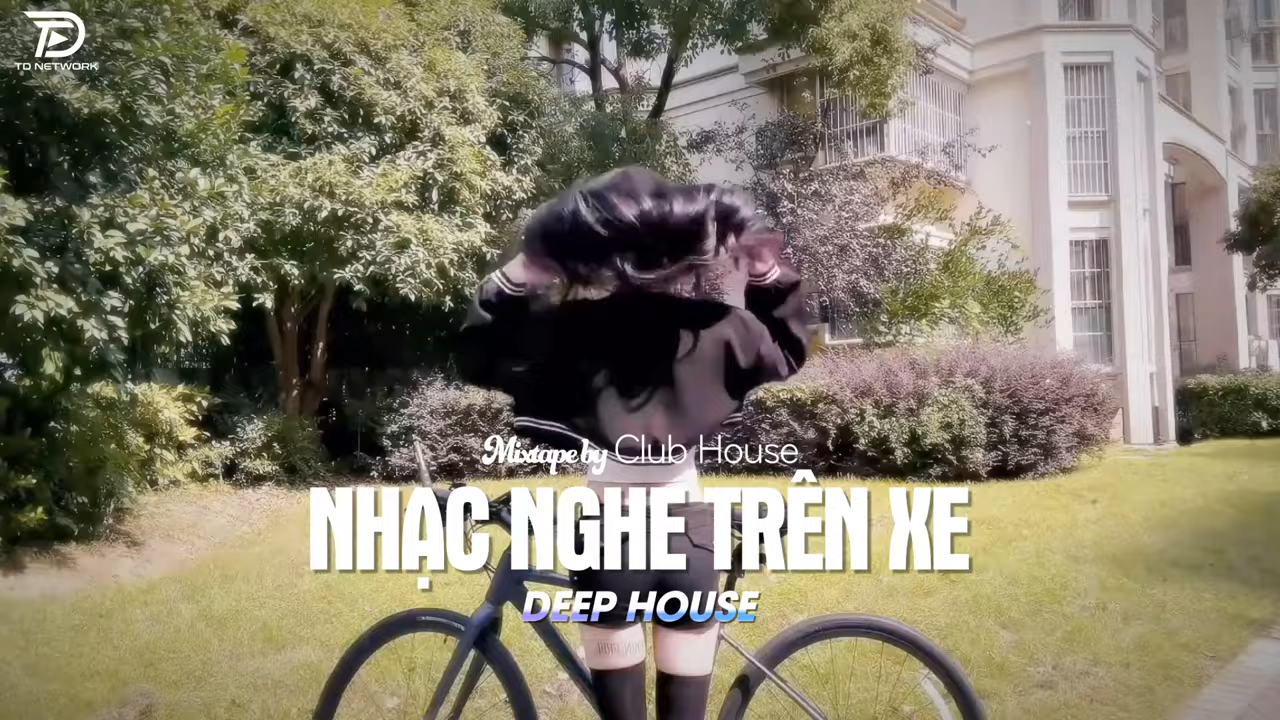 TD NETWORK
Mixtape by Club House
NHẠC NGHE TRÊN XE
DEEP HOUSE